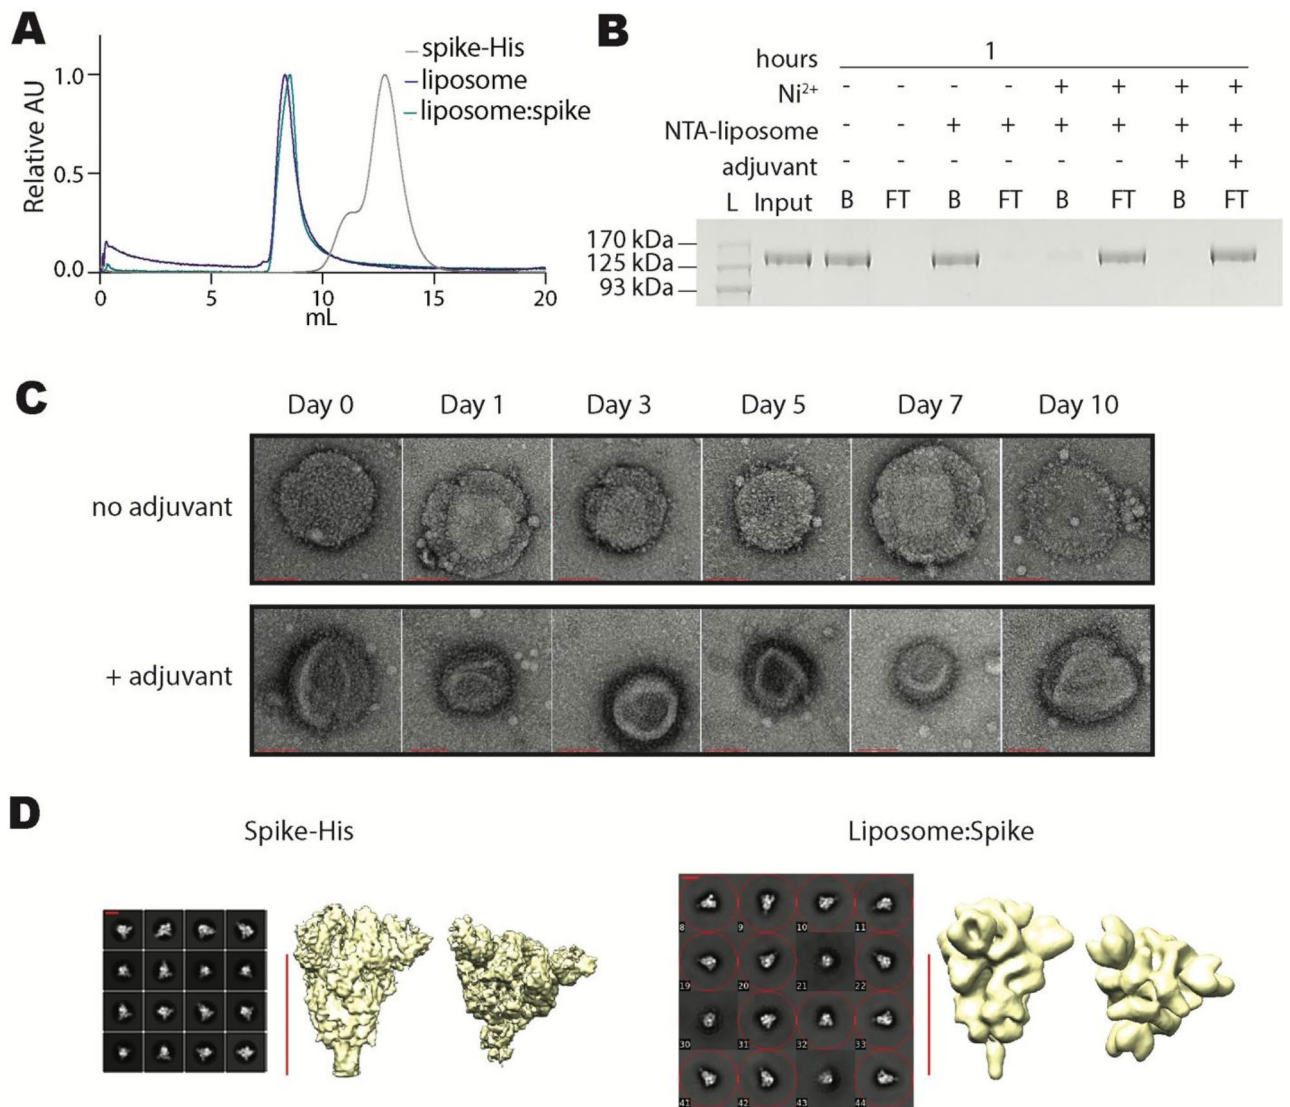 A
spike-His
liposome
liposome:spike
Relative AU
1.0
0.5
0.0
0 5 10 15 20
mL
B
hours 1
Ni²⁺ - - - - + + + +
NTA-liposome - - + + + + + +
adjuvant - - - - - - + +
L Input B FT B FT B FT B FT
170 kDa
125 kDa
93 kDa
C
Day 0 Day 1 Day 3 Day 5 Day 7 Day 10
no adjuvant
+ adjuvant
D
Spike-His Liposome:Spike
8 9 10 11
19 20 21 22
30 31 32 33
41 42 43 44